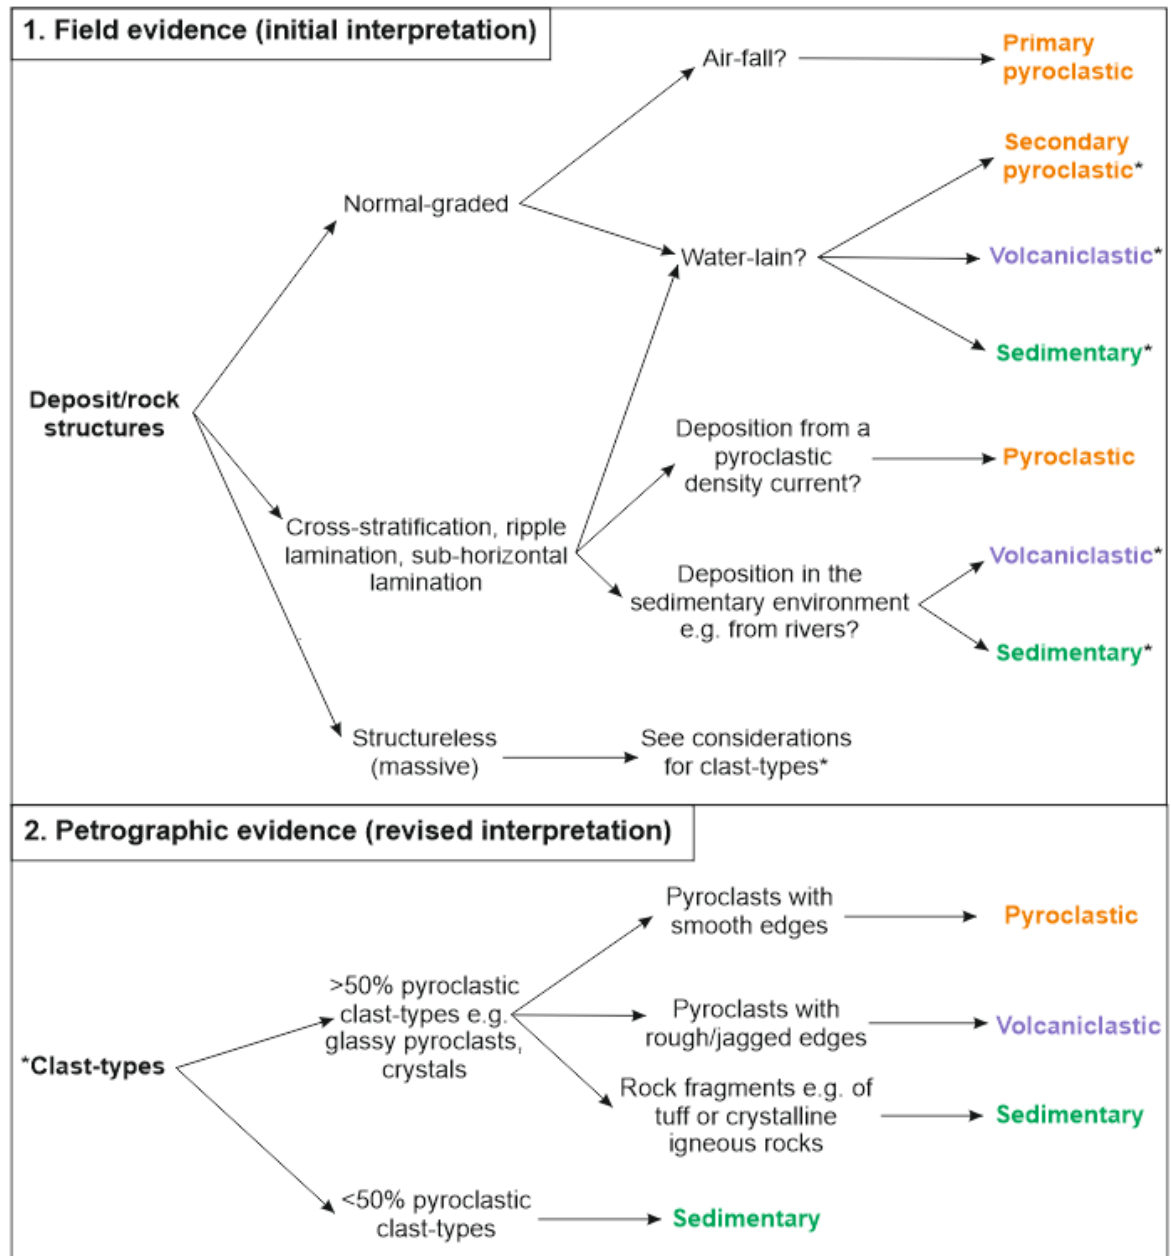 1. Field evidence (initial interpretation)
Air-fall?
Primary
pyroclastic
Secondary
pyroclastic*
Normal-graded
Water-lain?
Volcaniclastic*
Sedimentary*
Deposit/rock
structures
Deposition from a
pyroclastic
density current?
Pyroclastic
Cross-stratification, ripple
lamination, sub-horizontal
lamination
Deposition in the
sedimentary environment
e.g. from rivers?
Volcaniclastic*
Sedimentary*
Structureless
(massive)
See considerations
for clast-types*
2. Petrographic evidence (revised interpretation)
Pyroclasts with
smooth edges
Pyroclastic
>50% pyroclastic
clast-types e.g.
glassy pyroclasts,
crystals
Pyroclasts with
rough/jagged edges
Volcaniclastic
*Clast-types
Rock fragments e.g. of
tuff or crystalline
igneous rocks
Sedimentary
<50% pyroclastic
clast-types
Sedimentary